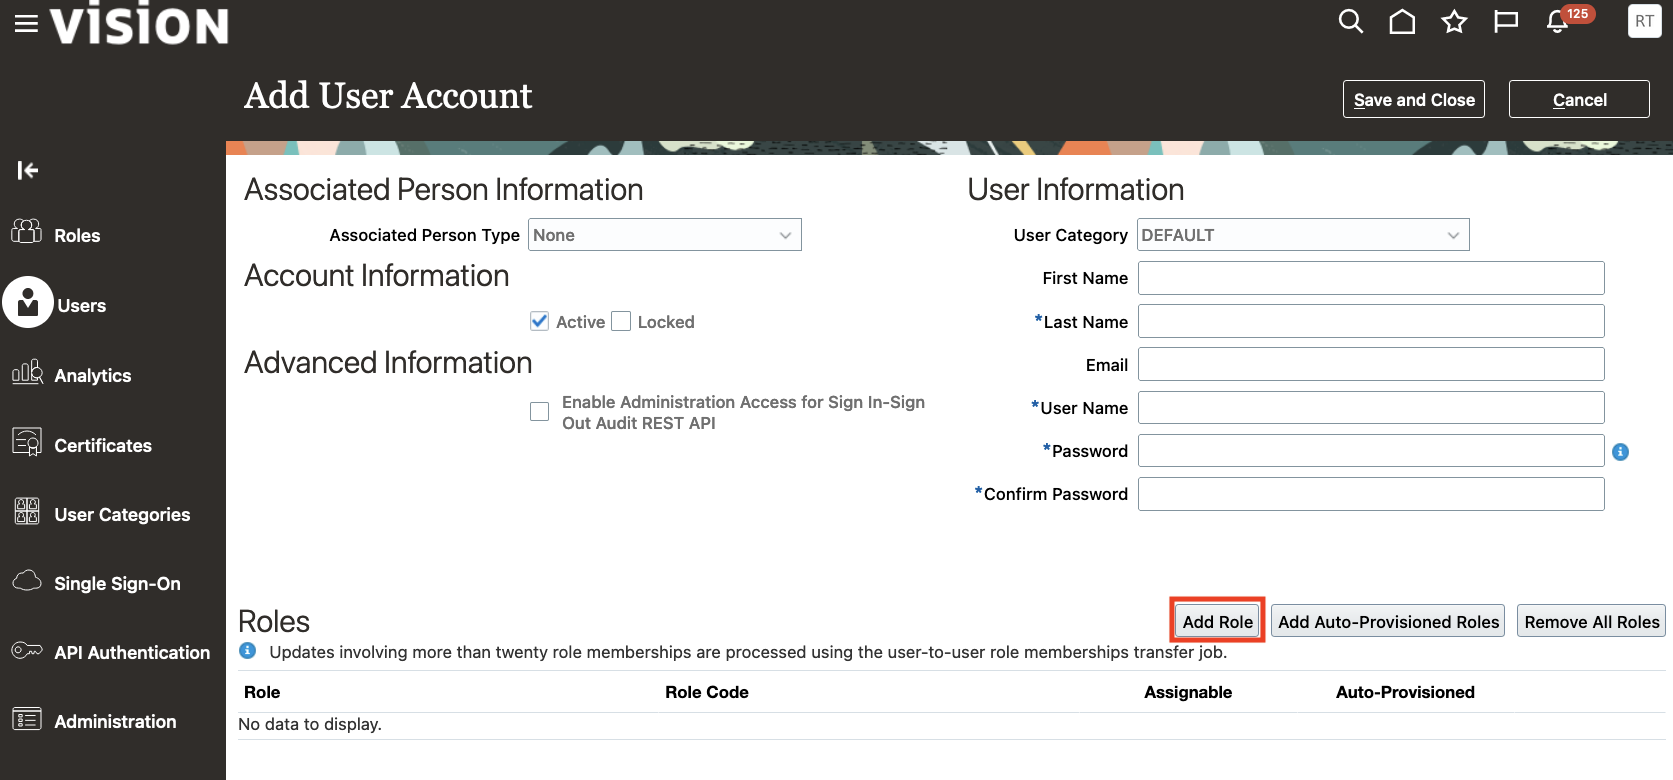 VISION
125
RT
Add User Account
Save and Close
Cancel
Roles
Users
Analytics
Certificates
User Categories
Single Sign-On
API Authentication
Administration
Associated Person Information
Associated Person Type
None
Account Information
Active
Locked
Advanced Information
Enable Administration Access for Sign In-Sign
Out Audit REST API
User Information
User Category
DEFAULT
First Name
*Last Name
Email
*User Name
*Password
*Confirm Password
Roles
Add Role
Add Auto-Provisioned Roles
Remove All Roles
Updates involving more than twenty role memberships are processed using the user-to-user role memberships transfer job.
Role Role Code Assignable Auto-Provisioned
No data to display.